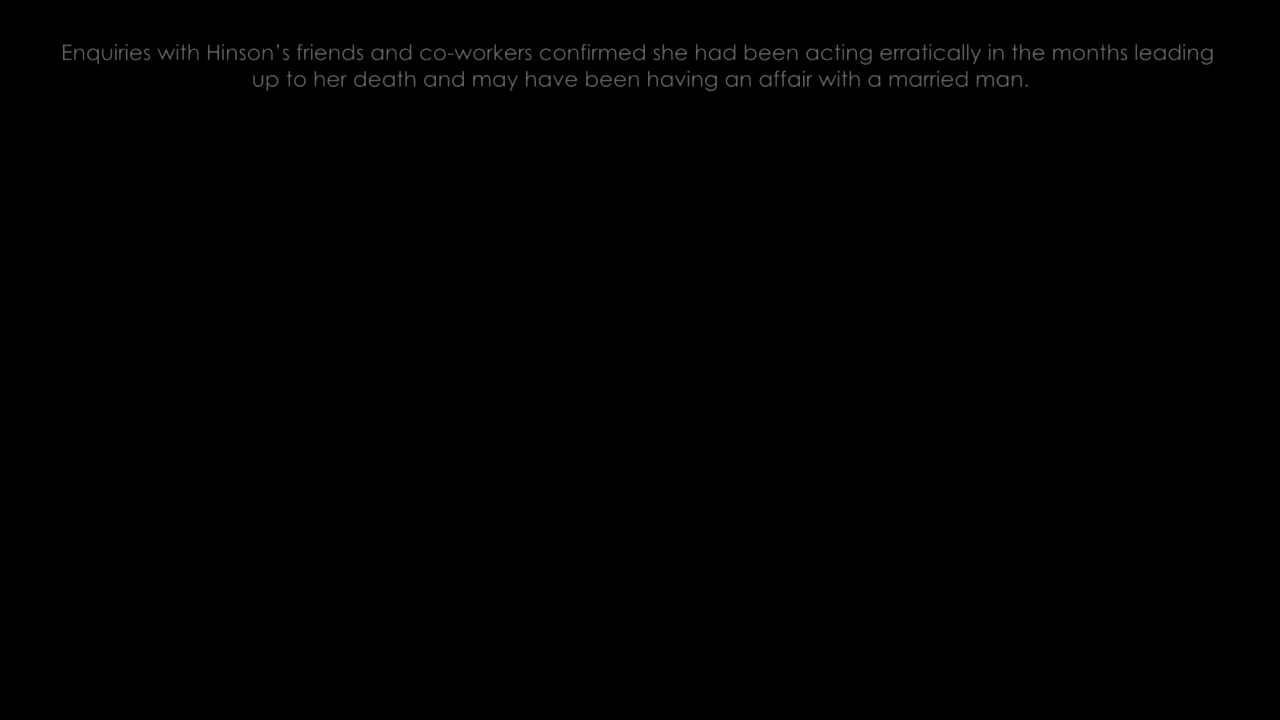 Enquiries with Hinson’s friends and co-workers confirmed she had been acting erratically in the months leading
up to her death and may have been having an affair with a married man.